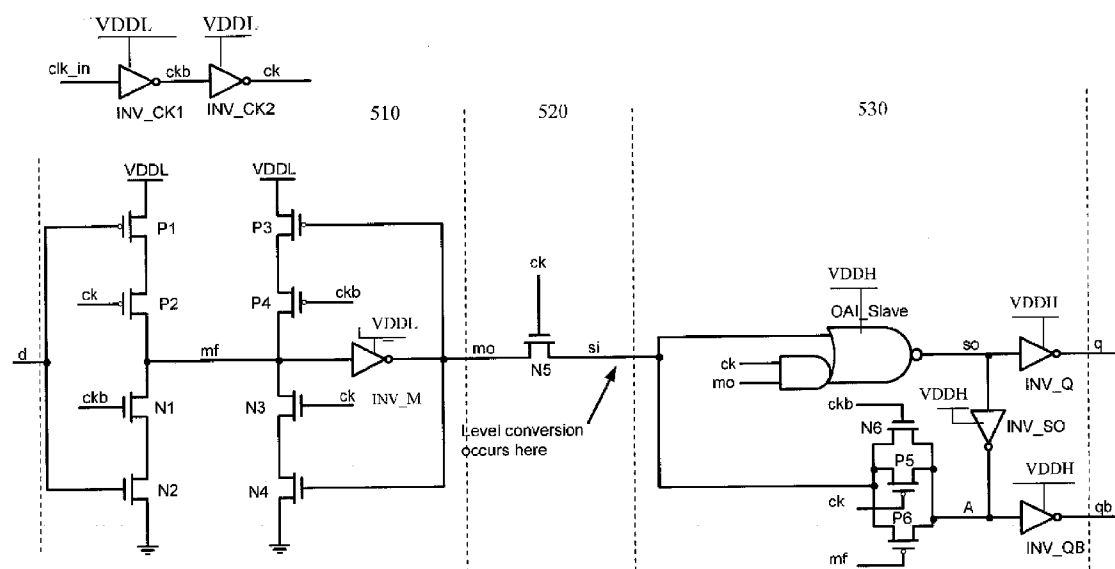 VDDL VDDL
clk_in ckb ck
INV_CK1 INV_CK2
510 520 530
VDDL VDDL
P1 P3
ck
VDDH
ck P2 P4 ckb
OAI_Slave
VDDH
VDDL
d mf mo si so q
N5
ck
mo
INV_Q
ckb N1 N3 ck
INV_M
VDDH
ckb
INV_SO
Level conversion
occurs here
N6
N2 N4
P5
VDDH
ck
P6 A qb
INV_QB
mf